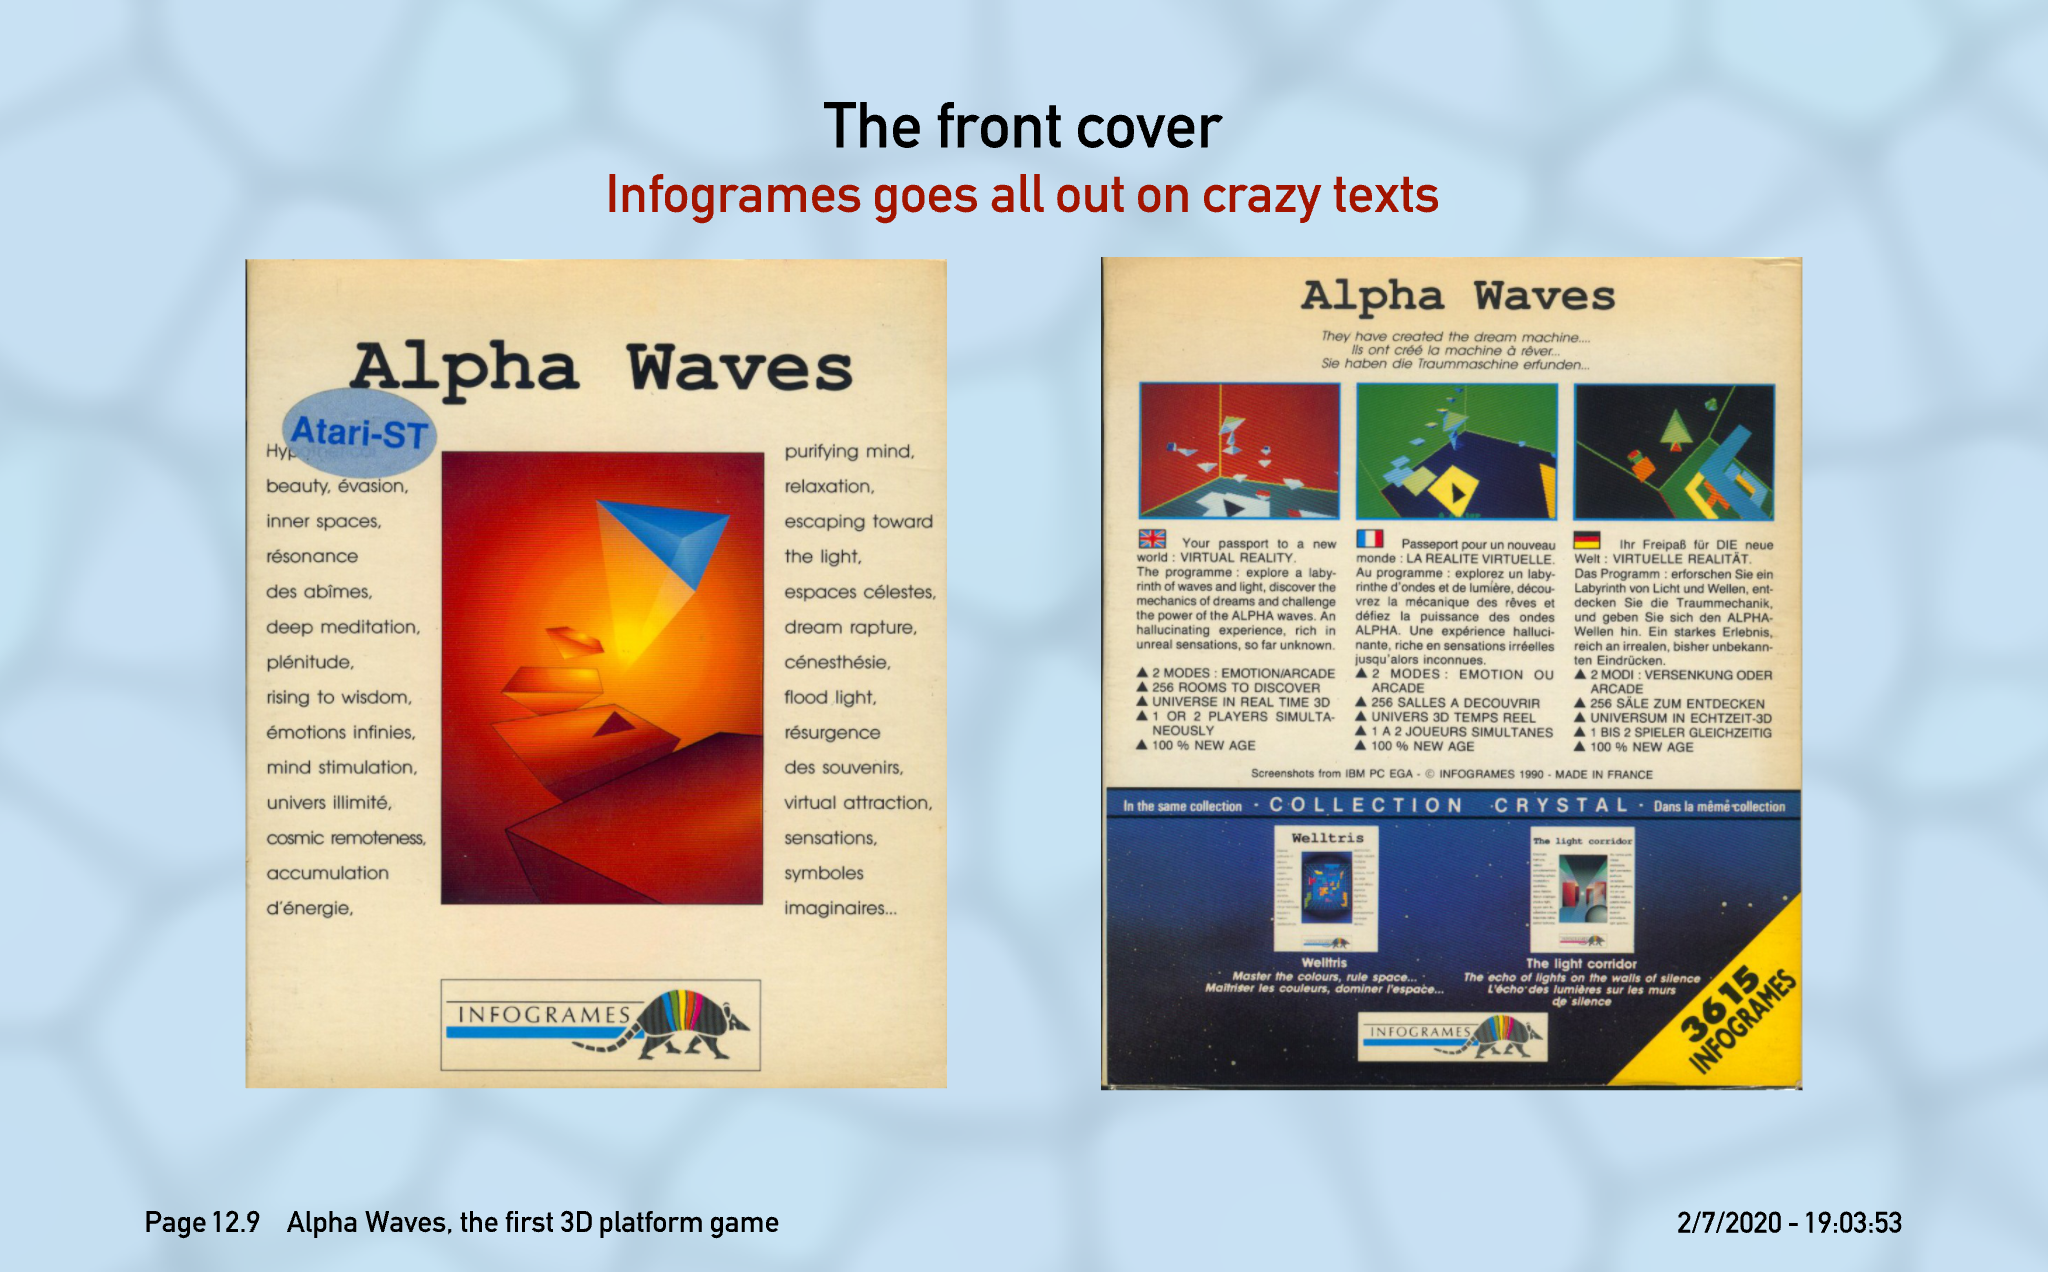 The front cover
Infogrames goes all out on crazy texts
Alpha Waves
Atari-ST
beauty, évasion,
inner spaces,
résonance
des abîmes,
deep meditation,
plénitude,
rising to wisdom,
émotions infinies,
mind stimulation,
univers illimité,
cosmic remoteness,
accumulation
d'énergie,
purifying mind,
relaxation,
escaping toward
the light,
espaces célestes,
dream rapture,
cénesthésie,
flood light,
résurgence
des souvenirs,
virtual attraction,
sensations,
symboles
imaginaires...
INFOGRAMES
Alpha Waves
They have created the dream machine....
Ils ont créé la machine à rêver...
Sie haben die Traummaschine erfunden...
Your passport to a new
world : VIRTUAL REALITY.
The programme : explore a laby-
rinth of waves and light, discover the
mechanics of dreams and challenge
the power of the ALPHA waves. An
hallucinating experience, rich in
unreal sensations, so far unknown.
▲ 2 MODES : EMOTION/ARCADE
▲ 256 ROOMS TO DISCOVER
▲ UNIVERSE IN REAL TIME 3D
▲ 1 OR 2 PLAYERS SIMULTA-
NEOUSLY
▲ 100 % NEW AGE
Passeport pour un nouveau
monde : LA REALITE VIRTUELLE.
Au programme : explorez un laby-
rinthe d'ondes et de lumière, décou-
vrez la mécanique des rêves et
défiez la puissance des ondes
ALPHA. Une expérience halluci-
nante, riche en sensations irréelles
jusqu'alors inconnues.
▲ 2 MODES : EMOTION OU
ARCADE
▲ 256 SALLES A DECOUVRIR
▲ UNIVERS 3D TEMPS REEL
▲ 1 A 2 JOUEURS SIMULTANES
▲ 100 % NEW AGE
Ihr Freipaß für DIE neue
Welt : VIRTUELLE REALITÄT.
Das Programm : erforschen Sie ein
Labyrinth von Licht und Wellen, ent-
decken Sie die Traummechanik,
und geben Sie sich den ALPHA-
Wellen hin. Ein starkes Erlebnis,
reich an irrealen, bisher unbekann-
ten Eindrücken.
▲ 2 MODI : VERSENKUNG ODER
ARCADE
▲ 256 SÄLE ZUM ENTDECKEN
▲ UNIVERSUM IN ECHTZEIT-3D
▲ 1 BIS 2 SPIELER GLEICHZEITIG
▲ 100 % NEW AGE
Screenshots from IBM PC EGA - © INFOGRAMES 1990 - MADE IN FRANCE
In the same collection · COLLECTION CRYSTAL · Dans la même collection
Welltris
The light corridor
Welltris
Master the colours, rule space...
Maîtriser les couleurs, dominer l'espace...
The light corridor
The echo of lights on the walls of silence
L'écho des lumières sur les murs
de silence
3615
INFOGRAMES
INFOGRAMES
Page 12.9 Alpha Waves, the first 3D platform game
2/7/2020 - 19:03:53